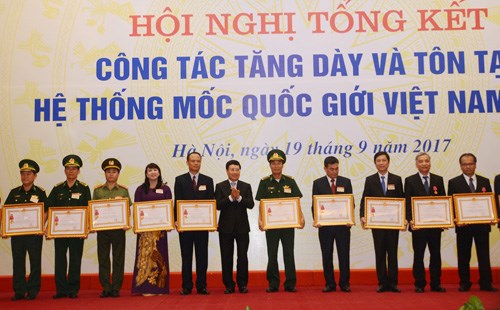 HỘI NGHỊ TỔNG KẾT
CÔNG TÁC TĂNG DÀY VÀ TÔN TẠ
HỆ THỐNG MỐC QUỐC GIỚI VIỆT NAM
Hà Nội, ngày 19 tháng 9 năm 2017